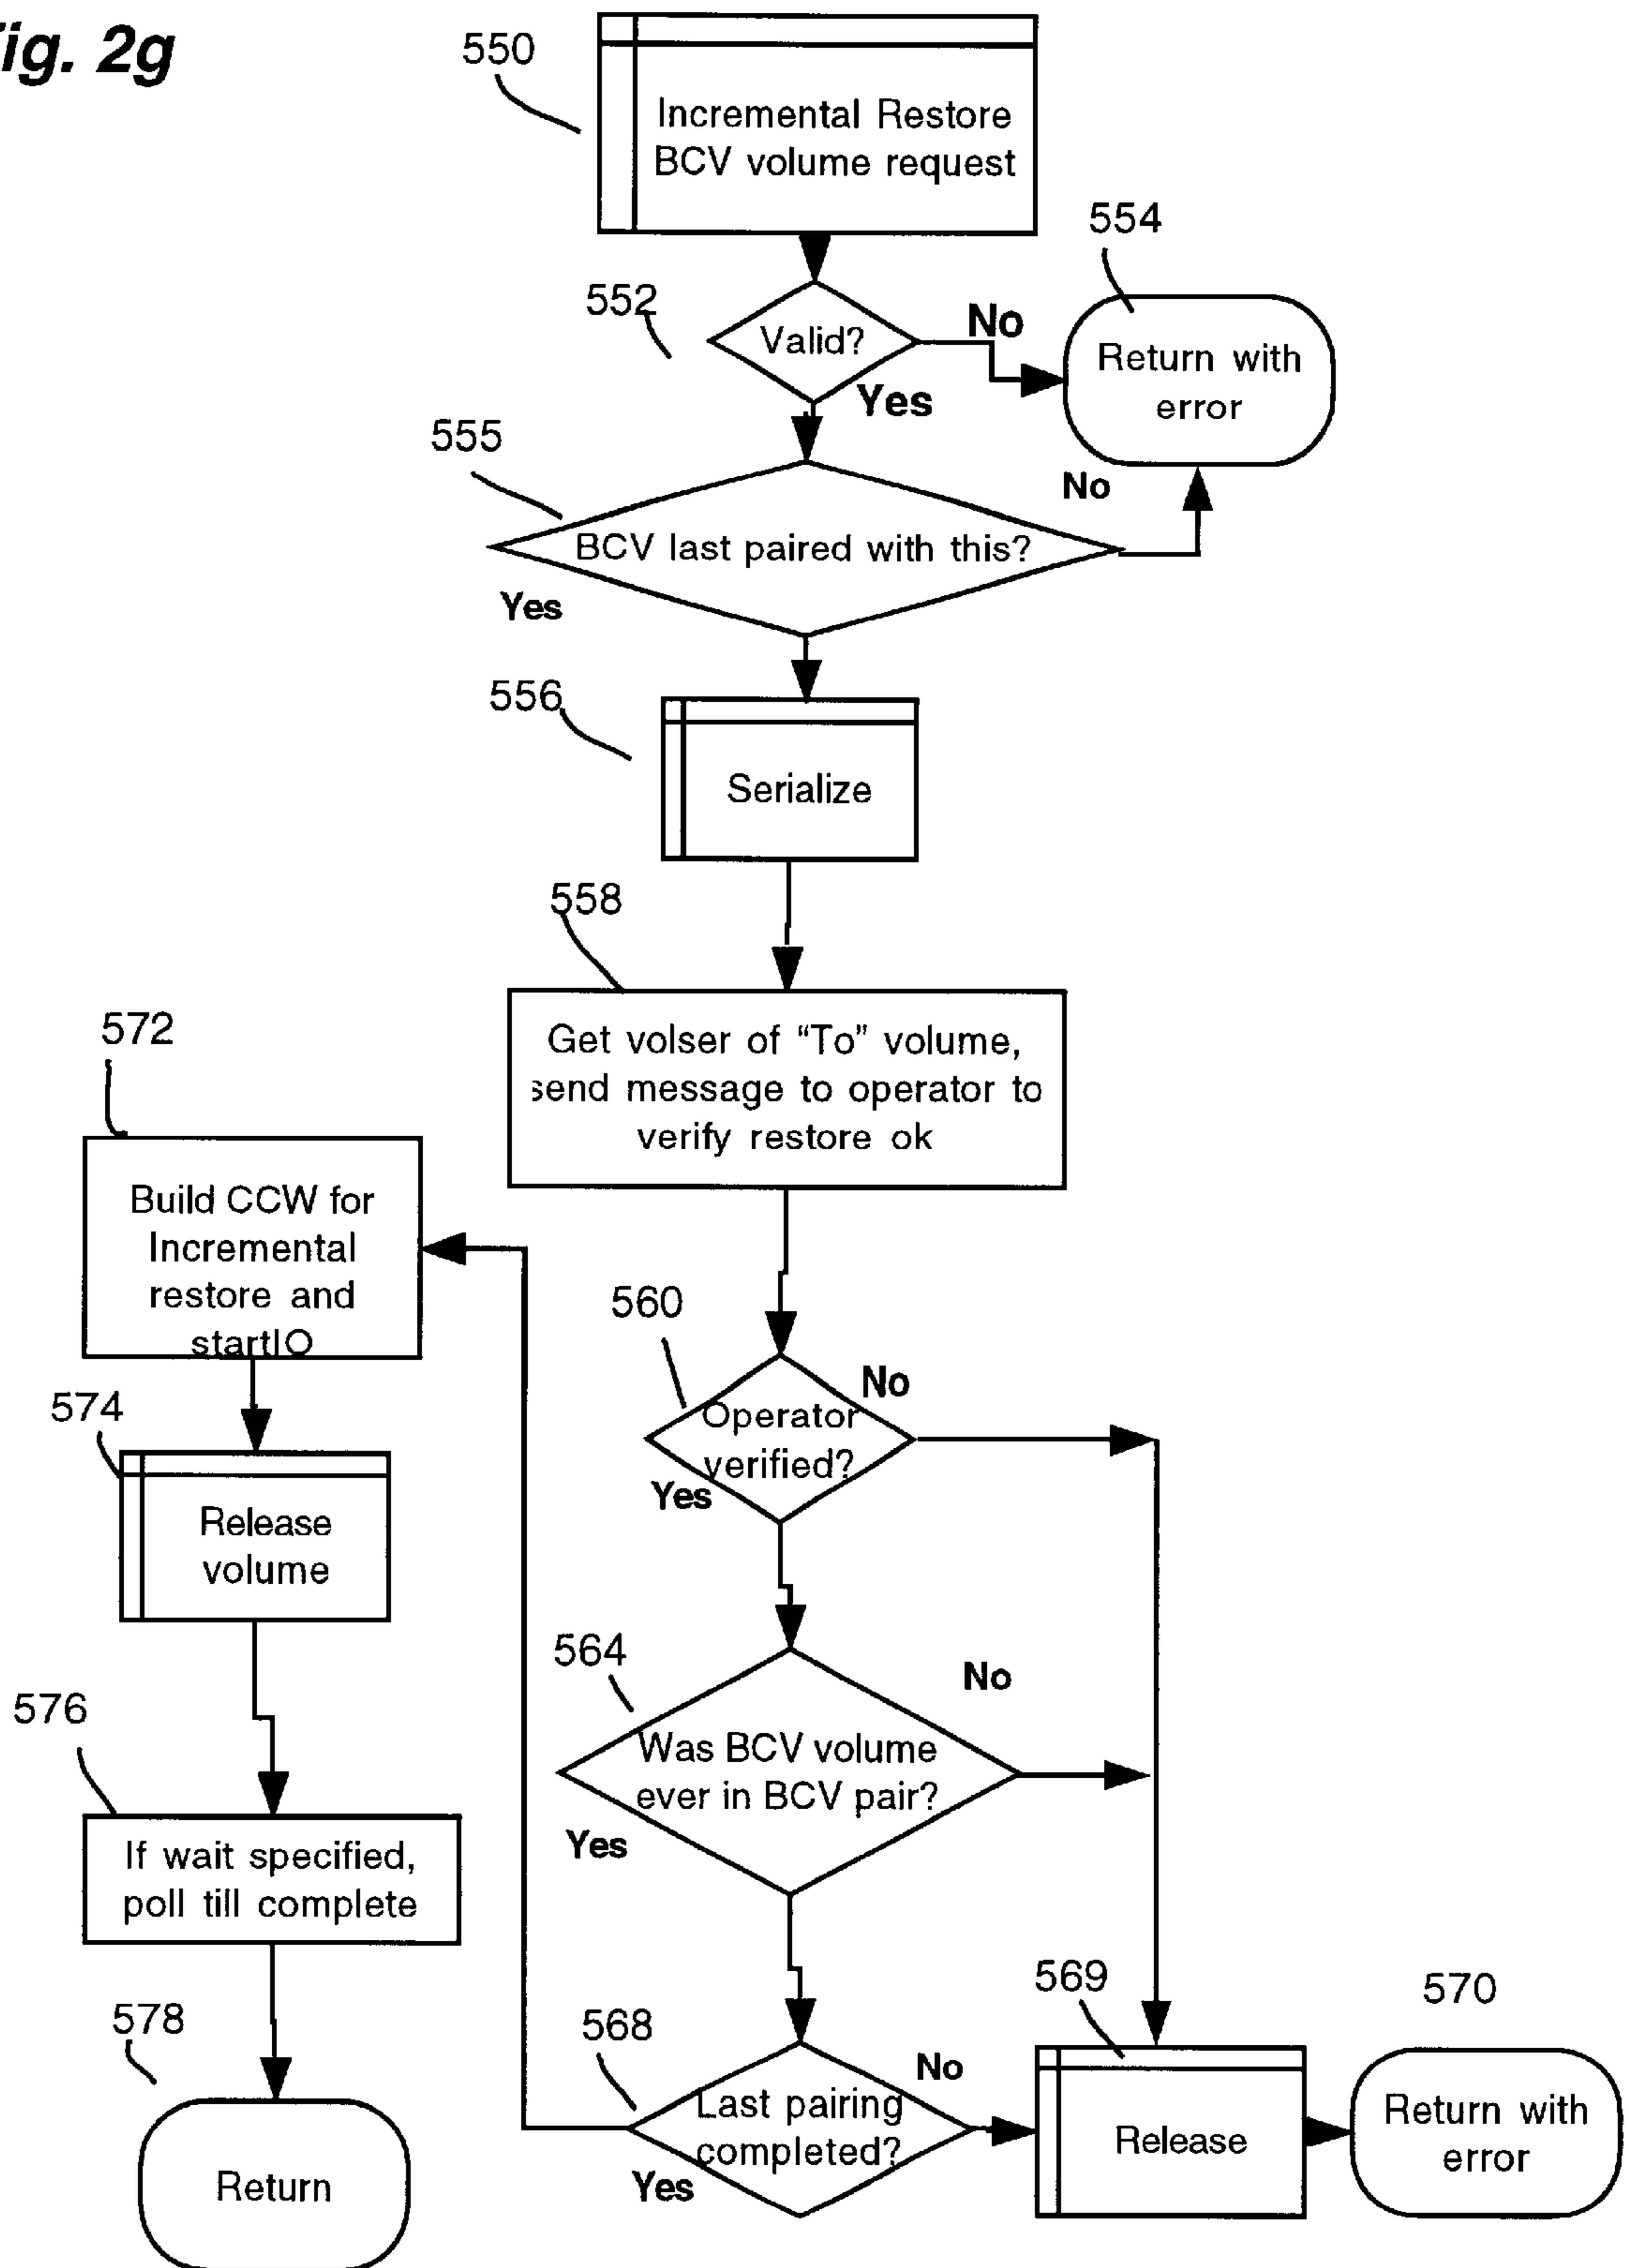 ig. 2g
550
Incremental Restore
BCV volume request
554
552
Valid?
No
Return with
error
Yes
555
No
BCV last paired with this?
Yes
556
Serialize
558
Get volser of “To” volume,
send message to operator to
verify restore ok
572
Build CCW for
Incremental
restore and
startIO
560
No
Operator
verified?
Yes
574
Release
volume
564
No
Was BCV volume
ever in BCV pair?
Yes
576
If wait specified,
poll till complete
569
570
578
568
No
Last pairing
completed?
Yes
Release
Return with
error
Return